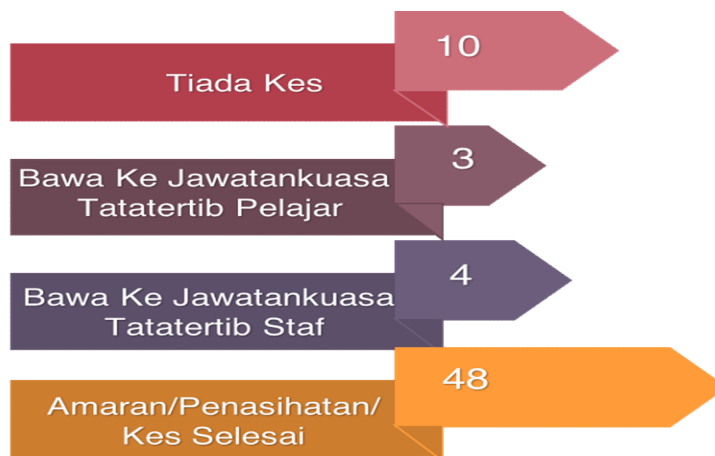 Tiada Kes
10
Bawa Ke Jawatankuasa
Tatatertib Pelajar
3
Bawa Ke Jawatankuasa
Tatatertib Staf
4
Amaran/Penasihatan/
Kes Selesai
48